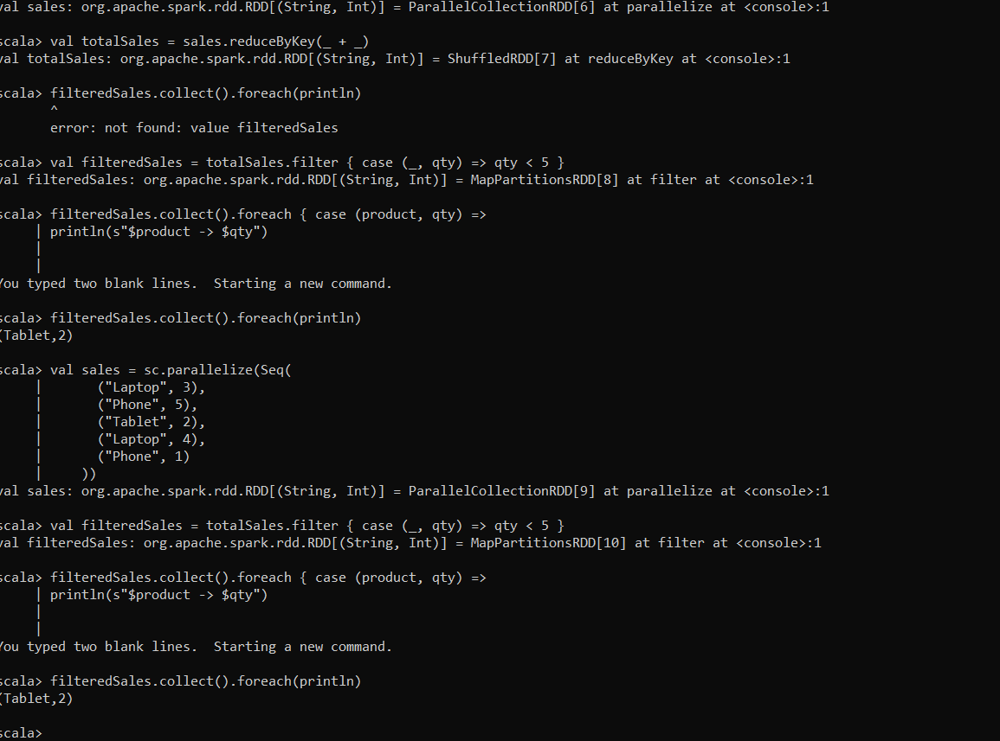 val sales: org.apache.spark.rdd.RDD[(String, Int)] = ParallelCollectionRDD[6] at parallelize at <console>:1
scala> val totalSales = sales.reduceByKey(_ + _)
val totalSales: org.apache.spark.rdd.RDD[(String, Int)] = ShuffledRDD[7] at reduceByKey at <console>:1
scala> filteredSales.collect().foreach(println)
^
error: not found: value filteredSales
scala> val filteredSales = totalSales.filter { case (_, qty) => qty < 5 }
val filteredSales: org.apache.spark.rdd.RDD[(String, Int)] = MapPartitionsRDD[8] at filter at <console>:1
scala> filteredSales.collect().foreach { case (product, qty) =>
| println(s"$product -> $qty")
|
|
You typed two blank lines.  Starting a new command.
scala> filteredSales.collect().foreach(println)
(Tablet,2)
scala> val sales = sc.parallelize(Seq(
|       ("Laptop", 3),
|       ("Phone", 5),
|       ("Tablet", 2),
|       ("Laptop", 4),
|       ("Phone", 1)
|     ))
val sales: org.apache.spark.rdd.RDD[(String, Int)] = ParallelCollectionRDD[9] at parallelize at <console>:1
scala> val filteredSales = totalSales.filter { case (_, qty) => qty < 5 }
val filteredSales: org.apache.spark.rdd.RDD[(String, Int)] = MapPartitionsRDD[10] at filter at <console>:1
scala> filteredSales.collect().foreach { case (product, qty) =>
| println(s"$product -> $qty")
|
|
You typed two blank lines.  Starting a new command.
scala> filteredSales.collect().foreach(println)
(Tablet,2)
scala>